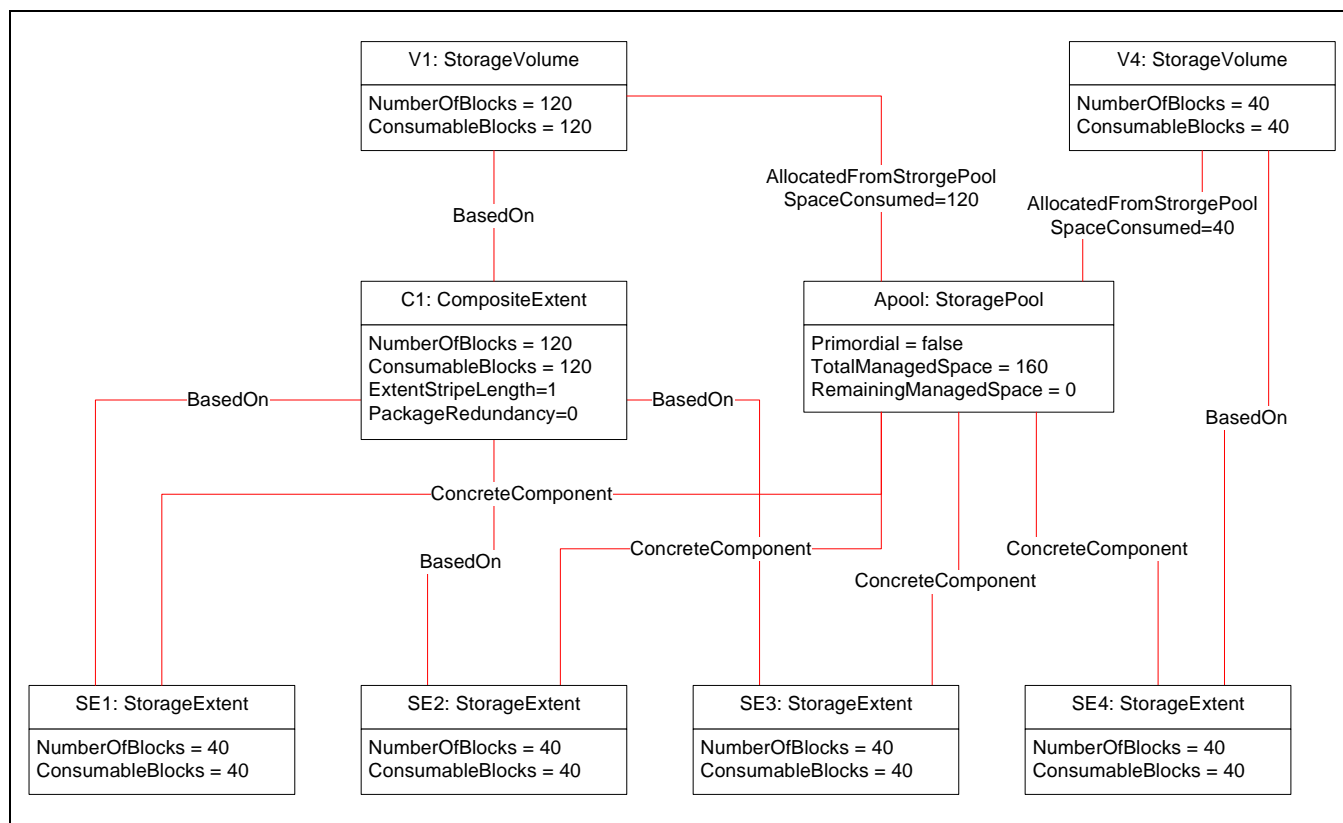 V1: StorageVolume
NumberOfBlocks = 120
ConsumableBlocks = 120
V4: StorageVolume
NumberOfBlocks = 40
ConsumableBlocks = 40
AllocatedFromStrorgePool
SpaceConsumed=120
AllocatedFromStrorgePool
SpaceConsumed=40
BasedOn
C1: CompositeExtent
NumberOfBlocks = 120
ConsumableBlocks = 120
ExtentStripeLength=1
PackageRedundancy=0
Apool: StoragePool
Primordial = false
TotalManagedSpace = 160
RemainingManagedSpace = 0
BasedOn
BasedOn
BasedOn
ConcreteComponent
BasedOn
ConcreteComponent
ConcreteComponent
ConcreteComponent
SE1: StorageExtent
NumberOfBlocks = 40
ConsumableBlocks = 40
SE2: StorageExtent
NumberOfBlocks = 40
ConsumableBlocks = 40
SE3: StorageExtent
NumberOfBlocks = 40
ConsumableBlocks = 40
SE4: StorageExtent
NumberOfBlocks = 40
ConsumableBlocks = 40